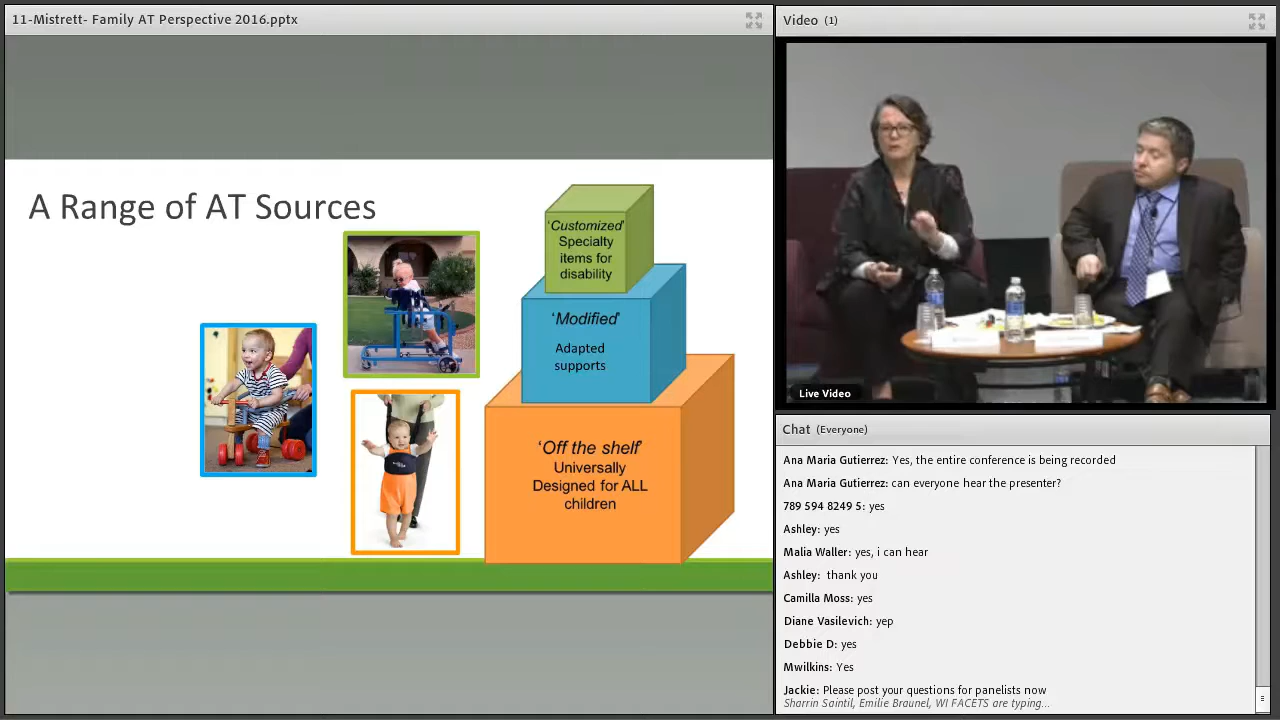 11-Mistrett- Family AT Perspective 2016.pptx
A Range of AT Sources
'Customized'
Specialty
items for
disability
'Modified'
Adapted
supports
'Off the shelf'
Universally
Designed for ALL
children
Video (1)
Live Video
Chat (Everyone)
Ana Maria Gutierrez: Yes, the entire conference is being recorded
Ana Maria Gutierrez: can everyone hear the presenter?
789 594 8249 5: yes
Ashley: yes
Malia Waller: yes, i can hear
Ashley: thank you
Camilla Moss: yes
Diane Vasilevich: yep
Debbie D: yes
Mwilkins: Yes
Jackie: Please post your questions for panelists now
Sharrin Saintil, Emilie Braunel, WI FACETS are typing...